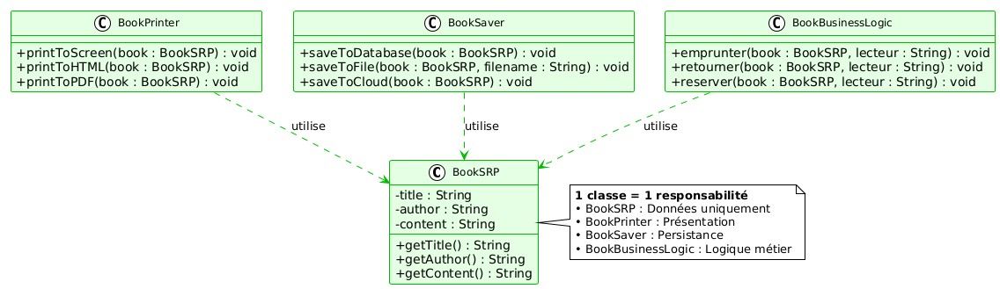 C BookPrinter
+printToScreen(book : BookSRP) : void
+printToHTML(book : BookSRP) : void
+printToPDF(book : BookSRP) : void
C BookSaver
+saveToDatabase(book : BookSRP) : void
+saveToFile(book : BookSRP, filename : String) : void
+saveToCloud(book : BookSRP) : void
C BookBusinessLogic
+emprunter(book : BookSRP, lecteur : String) : void
+retourner(book : BookSRP, lecteur : String) : void
+reserver(book : BookSRP, lecteur : String) : void
utilise
utilise
utilise
C BookSRP
-title : String
-author : String
-content : String
+getTitle() : String
+getAuthor() : String
+getContent() : String
1 classe = 1 responsabilité
• BookSRP : Données uniquement
• BookPrinter : Présentation
• BookSaver : Persistance
• BookBusinessLogic : Logique métier